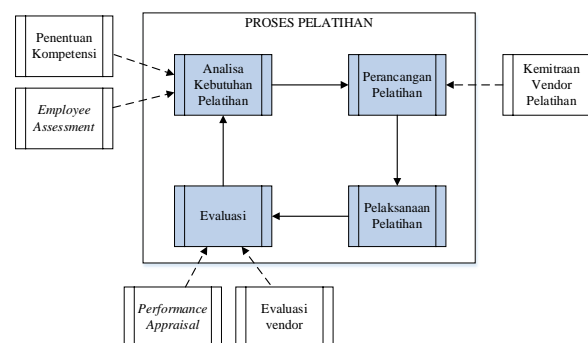 PROSES PELATIHAN
Penentuan
Kompetensi
Employee
Assessment
Analisa
Kebutuhan
Pelatihan
Perancangan
Pelatihan
Kemitraan
Vendor
Pelatihan
Evaluasi
Pelaksanaan
Pelatihan
Performance
Appraisal
Evaluasi
vendor